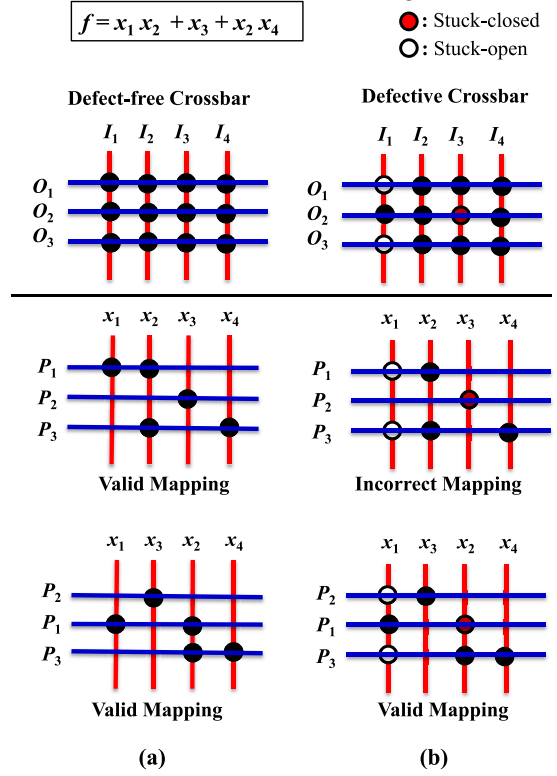 f = x₁ x₂ + x₃ + x₂ x₄
: Stuck-closed
: Stuck-open
Defect-free Crossbar
Defective Crossbar
I₁ I₂ I₃ I₄
I₁ I₂ I₃ I₄
O₁
O₂
O₃
O₁
O₂
O₃
x₁ x₂ x₃ x₄
x₁ x₂ x₃ x₄
P₁
P₂
P₃
P₁
P₂
P₃
Valid Mapping
Incorrect Mapping
x₁ x₃ x₂ x₄
x₁ x₃ x₂ x₄
P₂
P₁
P₃
P₂
P₁
P₃
Valid Mapping
Valid Mapping
(a)
(b)